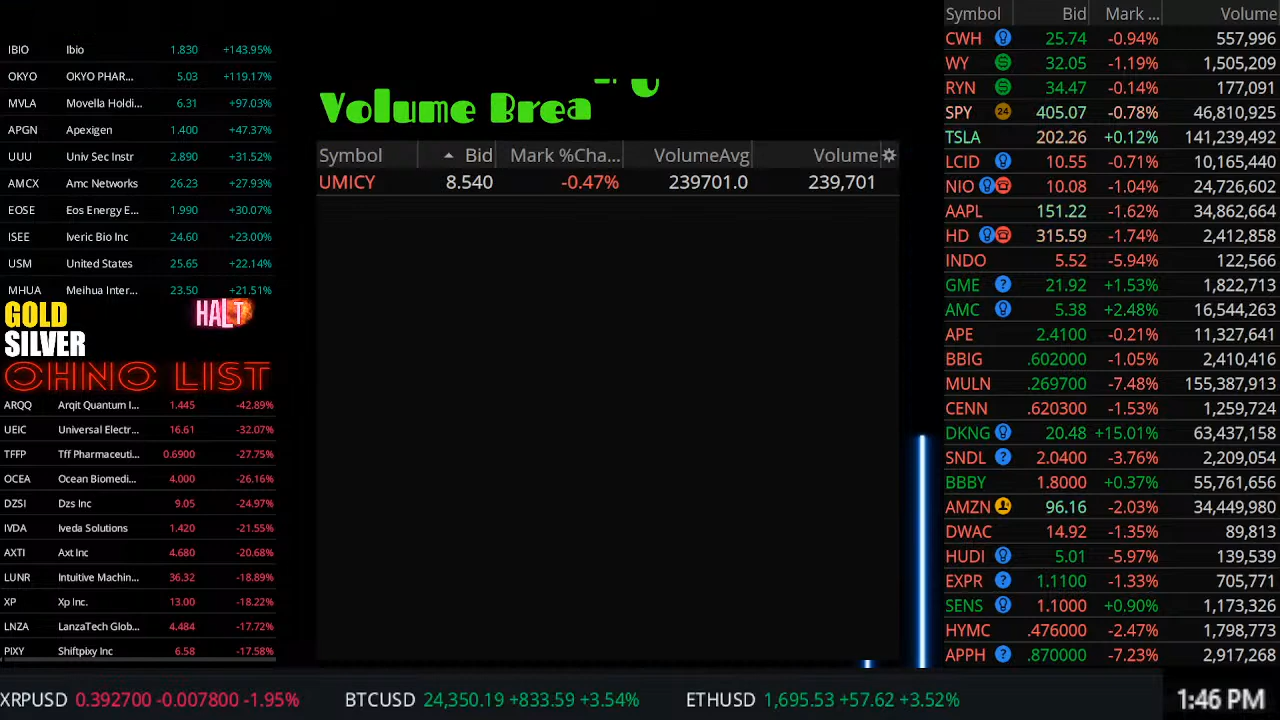 IBIO Ibio 1.830 +143.95%
OKYO OKYO PHAR... 5.03 +119.17%
MVLA Movella Holdi... 6.31 +97.03%
APGN Apexigen 1.400 +47.37%
UUU Univ Sec Instr 2.890 +31.52%
AMCX Amc Networks 26.23 +27.93%
EOSE Eos Energy E... 1.990 +30.07%
ISEE Iveric Bio Inc 24.60 +23.00%
USM United States 25.65 +22.14%
MHUA Meihua Inter... 23.50 +21.51%
GOLD HALT
SILVER
OHNO LIST
ARQQ Arqit Quantum I... 1.445 -42.89%
UEIC Universal Electr... 16.61 -32.07%
TFFP Tff Pharmaceuti... 0.6900 -27.75%
OCEA Ocean Biomedi... 4.000 -26.16%
DZSI Dzs Inc 9.05 -24.97%
IVDA Iveda Solutions 1.420 -21.55%
AXTI Axt Inc 4.680 -20.68%
LUNR Intuitive Machin... 36.32 -18.89%
XP Xp Inc. 13.00 -18.22%
LNZA LanzaTech Glob... 4.484 -17.72%
PIXY Shiftpixy Inc 6.58 -17.58%
Volume Brea
Symbol Bid Mark %Cha... VolumeAvg Volume
UMICY 8.540 -0.47% 239701.0 239,701
Symbol Bid Mark ... Volume
CWH 25.74 -0.94% 557,996
WY 32.05 -1.19% 1,505,209
RYN 34.47 -0.14% 177,091
SPY 24 405.07 -0.78% 46,810,925
TSLA 202.26 +0.12% 141,239,492
LCID 10.55 -0.71% 10,165,440
NIO 10.08 -1.04% 24,726,602
AAPL 151.22 -1.62% 34,862,664
HD 315.59 -1.74% 2,412,858
INDO 5.52 -5.94% 122,566
GME ? 21.92 +1.53% 1,822,713
AMC 5.38 +2.48% 16,544,263
APE 2.4100 -0.21% 11,327,641
BBIG .602000 -1.05% 2,410,416
MULN .269700 -7.48% 155,387,913
CENN .620300 -1.53% 1,259,724
DKNG 20.48 +15.01% 63,437,158
SNDL ? 2.0400 -3.76% 2,209,054
BBBY 1.8000 +0.37% 55,761,656
AMZN 96.16 -2.03% 34,449,980
DWAC 14.92 -1.35% 89,813
HUDI 5.01 -5.97% 139,539
EXPR ? 1.1100 -1.33% 705,771
SENS 1.1000 +0.90% 1,173,326
HYMC .476000 -2.47% 1,798,773
APPH ? .870000 -7.23% 2,917,268
XRPUSD 0.392700 -0.007800 -1.95% BTCUSD 24,350.19 +833.59 +3.54% ETHUSD 1,695.53 +57.62 +3.52% 1:46 PM